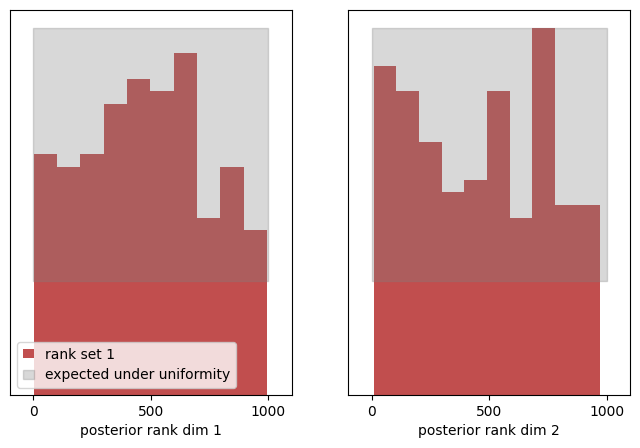 rank set 1
expected under uniformity
0 500 1000
0 500 1000
posterior rank dim 1
posterior rank dim 2